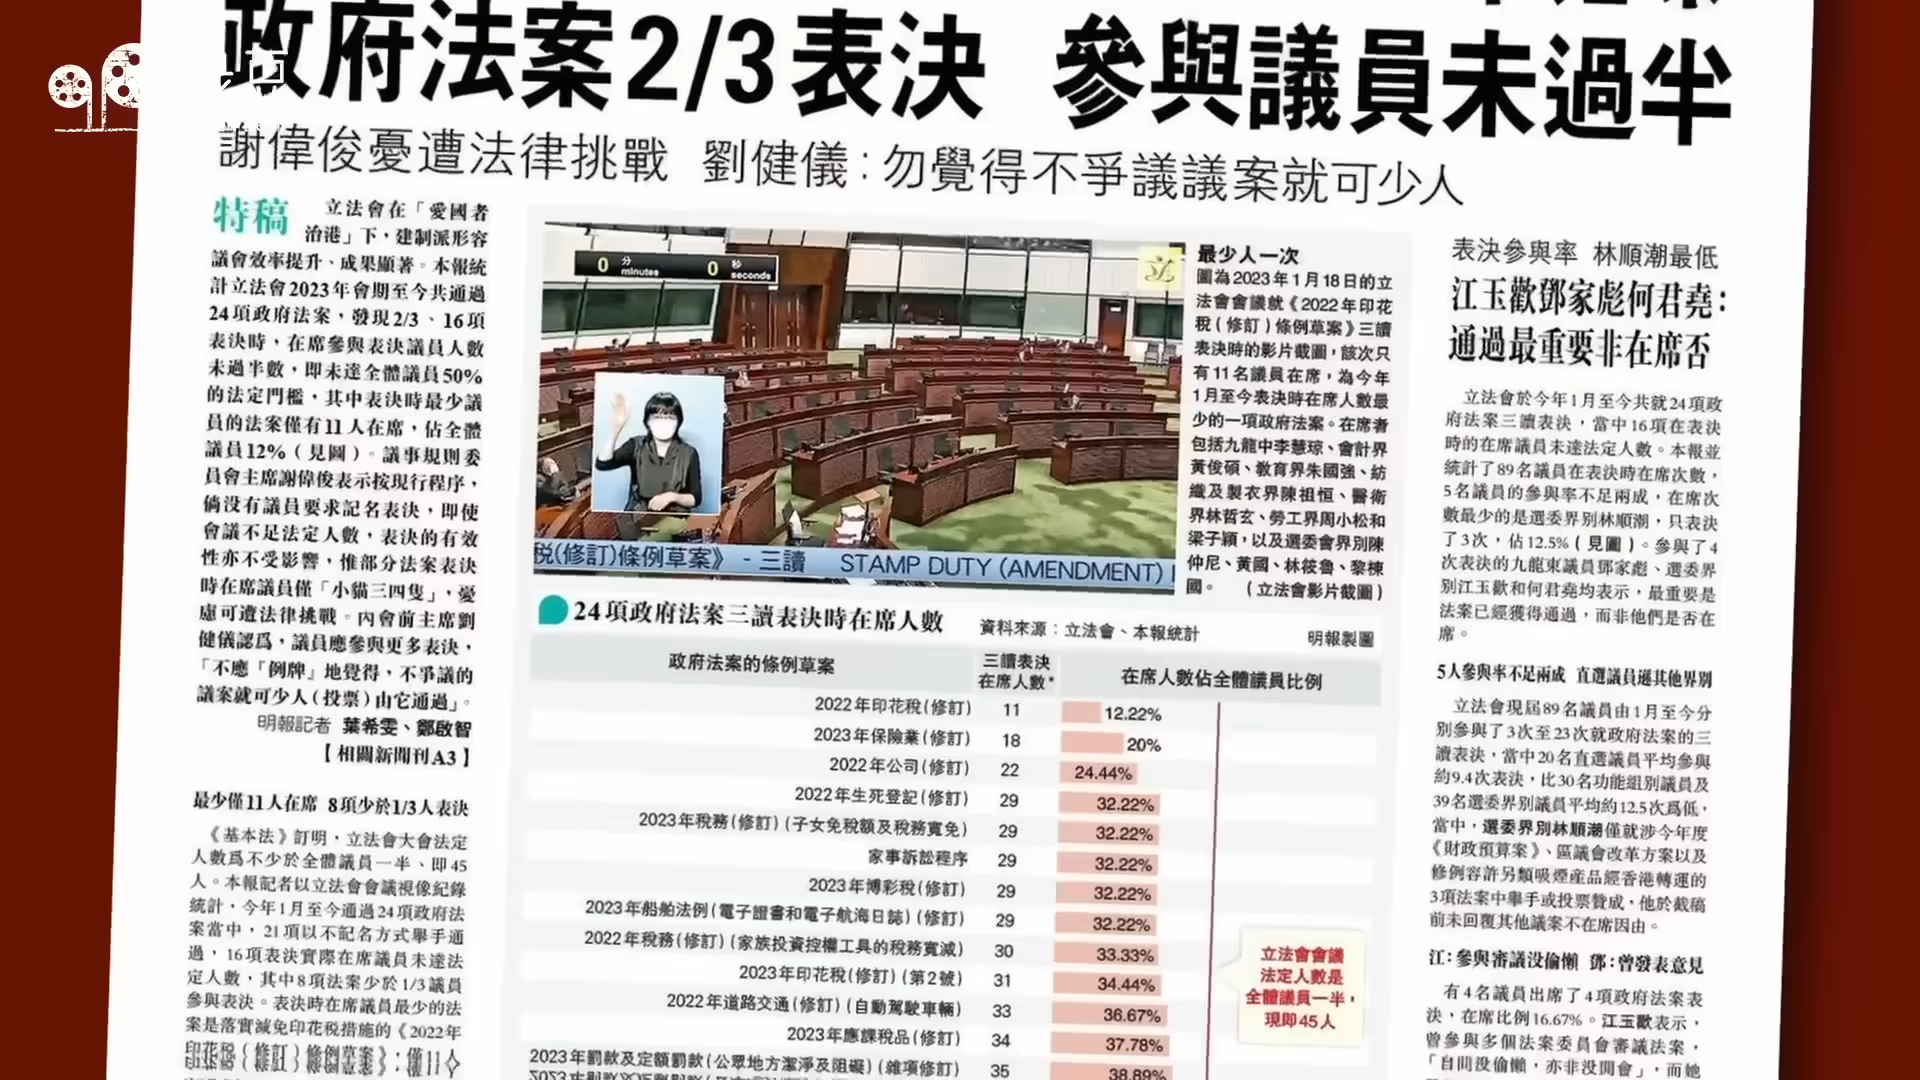 政府法案2/3表決 參與議員未過半
謝偉俊憂遭法律挑戰 劉健儀:勿覺得不爭議議案就可少人
特稿
立法會在「愛國者
治港」下,建制派形容
議會效率提升、成果顯著。本報統
計立法會2023年會期至今共通過
24項政府法案,發現2/3、16項
表決時,在席參與表決議員人數
未過半數,即未達全體議員50%
的法定門檻,其中表決時最少議
員的法案僅有11人在席,佔全體
議員12%(見圖)。議事規則委
員會主席謝偉俊表示按現行程序,
倘沒有議員要求記名表決,即使
會議不足法定人數,表決的有效
性亦不受影響,惟部分法案表決
時在席議員僅「小貓三四隻」,憂
慮可遭法律挑戰。內會前主席劉
健儀認爲,議員應參與更多表決,
「不應『例牌』地覺得,不爭議的
議案就可少人(投票)由它通過」。
明報記者 葉希雯、鄭啟智
【相關新聞刊A3】
最少僅11人在席 8項少於1/3人表決
《基本法》訂明,立法會大會法定
人數爲不少於全體議員一半、即45
人。本報記者以立法會會議視像紀錄
統計,今年1月至今通過24項政府法
案當中,21項以不記名方式舉手通
過,16項表決實際在席議員未達法
定人數,其中8項法案少於1/3議員
參與表決。表決時在席議員最少的法
案是落實減免印花稅措施的《2022年
印花稅(修訂)條例草案》,僅11人
0 分 minutes 0 秒 seconds
稅(修訂)條例草案》 - 三讀 STAMP DUTY (AMENDMENT)
最少人一次
圖為2023年1月18日的立
法會會議就《2022年印花
稅(修訂)條例草案》三讀
表決時的影片截圖,該次只
有11名議員在席,為今年
1月至今表決時在席人數最
少的一項政府法案。在席者
包括九龍中李慧琼、會計界
黃俊碩、教育界朱國強、紡
織及製衣界陳祖恒、醫衛
界林哲玄、勞工界周小松和
梁子穎,以及選委會界別陳
仲尼、黃國、林筱魯、黎棟
國。 (立法會影片截圖)
24項政府法案三讀表決時在席人數 資料來源:立法會、本報統計 明報製圖
政府法案的條例草案 三讀表決在席人數* 在席人數佔全體議員比例
2022年印花稅(修訂) 11 12.22%
2023年保險業(修訂) 18 20%
2022年公司(修訂) 22 24.44%
2022年生死登記(修訂) 29 32.22%
2023年稅務(修訂)(子女免稅額及稅務寬免) 29 32.22%
家事訴訟程序 29 32.22%
2023年博彩稅(修訂) 29 32.22%
2023年船舶法例(電子證書和電子航海日誌)(修訂) 29 32.22%
2022年稅務(修訂)(家族投資控權工具的稅務寬減) 30 33.33%
2023年印花稅(修訂)(第2號) 31 34.44%
2022年道路交通(修訂)(自動駕駛車輛) 33 36.67%
2023年應課稅品(修訂) 34 37.78%
2023年罰款及定額罰款(公眾地方潔淨及阻礙)(雜項修訂) 35 38.89%
立法會會議
法定人數是
全體議員一半,
現即45人
表決參與率 林順潮最低
江玉歡鄧家彪何君堯:
通過最重要非在席否
立法會於今年1月至今共就24項政
府法案三讀表決,當中16項在表決
時的在席議員未達法定人數。本報並
統計了89名議員在表決時在席次數,
5名議員的參與率不足兩成,在席次
數最少的是選委界別林順潮,只表決
了3次,佔12.5%(見圖)。參與了4
次表決的九龍東議員鄧家彪、選委界
別江玉歡和何君堯均表示,最重要是
法案已經獲得通過,而非他們是否在
席。
5人參與率不足兩成 直選議員遜其他界別
立法會現屆89名議員由1月至今分
別參與了3次至23次就政府法案的三
讀表決,當中20名直選議員平均參與
約9.4次表決,比30名功能組別議員及
39名選委界別議員平均約12.5次爲低,
當中,選委界別林順潮僅就涉今年度
《財政預算案》、區議會改革方案以及
修例容許另類吸煙產品經香港轉運的
3項法案中舉手或投票贊成,他於截稿
前未回覆其他議案不在席因由。
江:參與審議沒偷懶 鄧:曾發表意見
有4名議員出席了4項政府法案表
決,在席比例16.67%。江玉歡表示,
曾參與多個法案委員會審議法案,
「自問沒偷懶,亦非沒開會」,而她